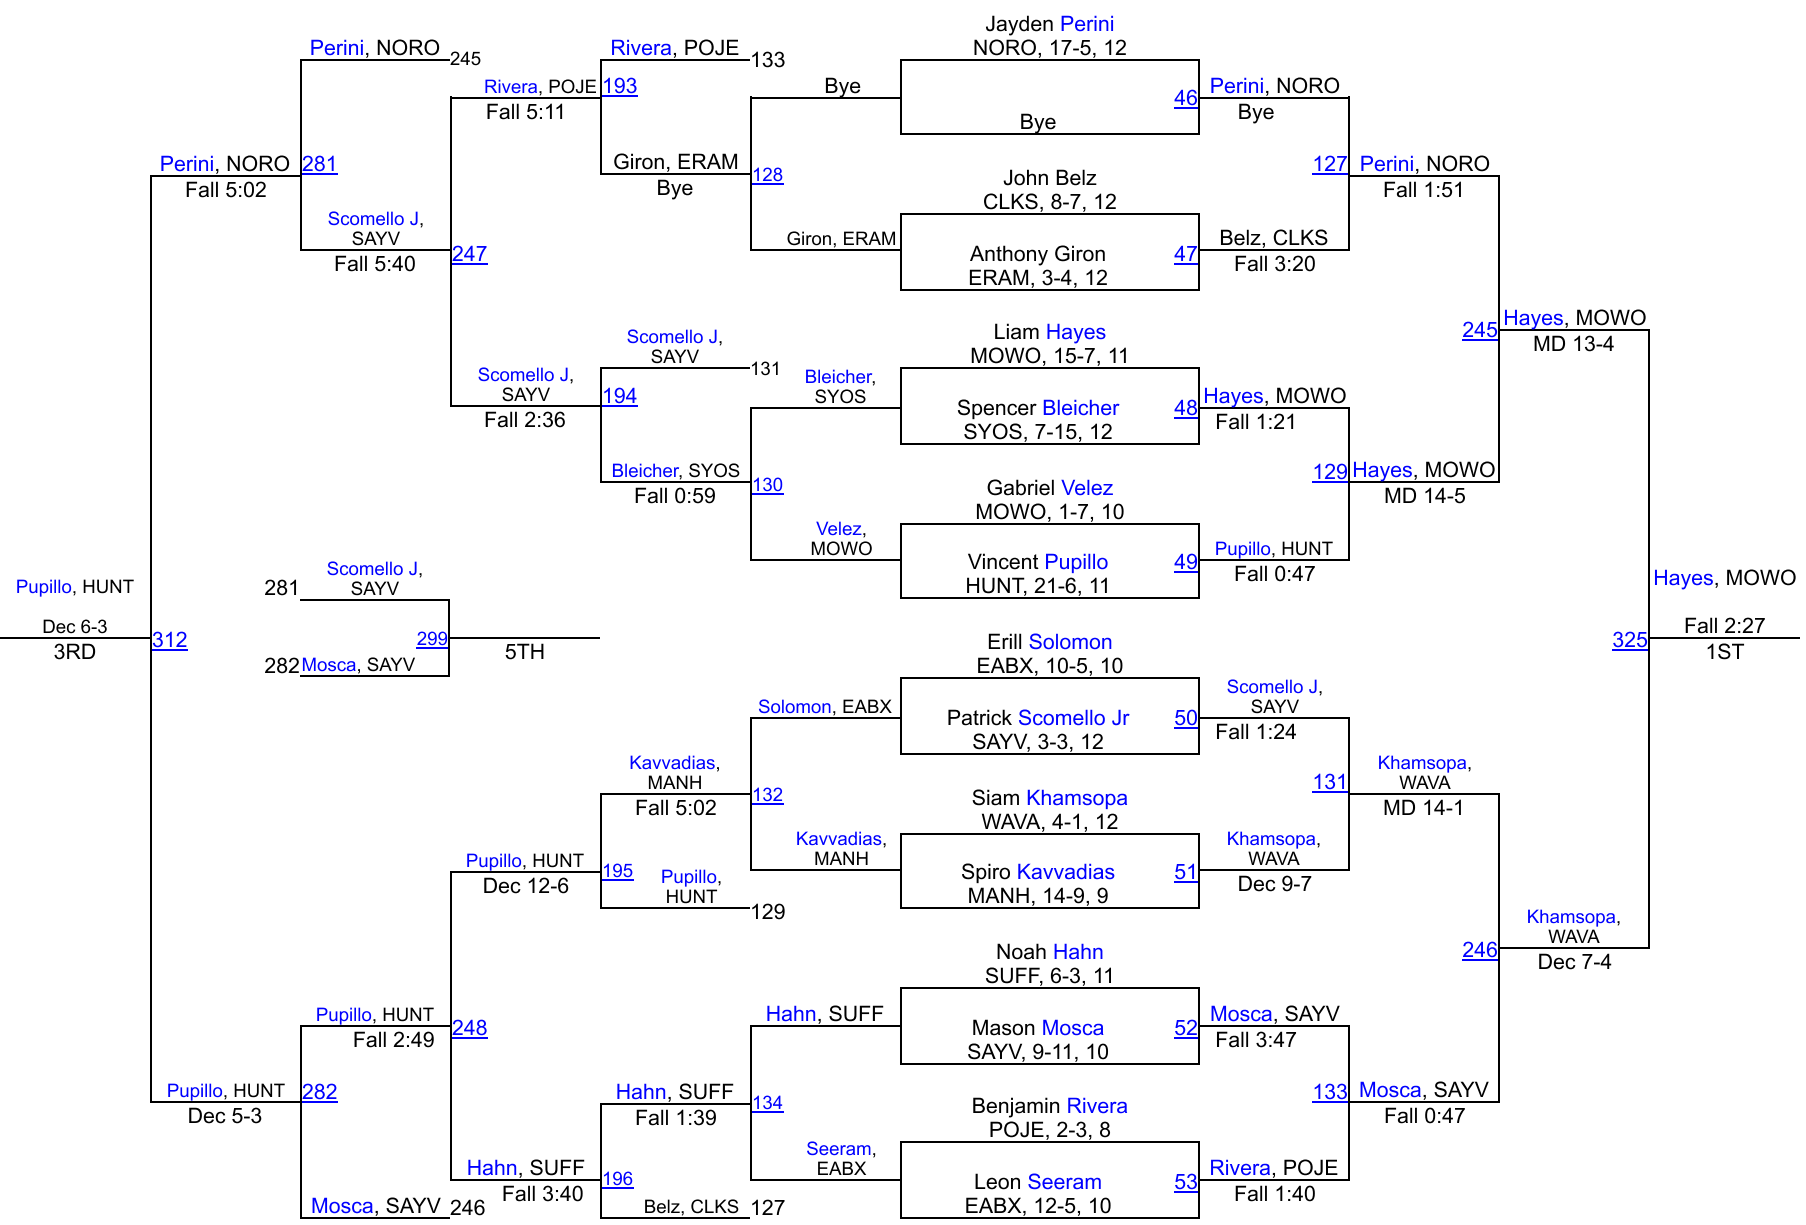 Jayden Perini
NORO, 17-5, 12
Perini, NORO
245
Rivera, POJE
133
Rivera, POJE
193
Fall 5:11
Bye
46
Perini, NORO
Bye
Bye
Perini, NORO
281
Fall 5:02
Giron, ERAM
128
Bye
John Belz
CLKS, 8-7, 12
127
Perini, NORO
Fall 1:51
Scomello J,
SAYV
247
Fall 5:40
Giron, ERAM
Anthony Giron
ERAM, 3-4, 12
47
Belz, CLKS
Fall 3:20
Liam Hayes
MOWO, 15-7, 11
245
Hayes, MOWO
MD 13-4
Scomello J,
SAYV
131
Scomello J,
SAYV
194
Fall 2:36
Bleicher,
SYOS
Spencer Bleicher
SYOS, 7-15, 12
48
Hayes, MOWO
Fall 1:21
Bleicher, SYOS
130
Fall 0:59
Gabriel Velez
MOWO, 1-7, 10
129
Hayes, MOWO
MD 14-5
Velez,
MOWO
Vincent Pupillo
HUNT, 21-6, 11
49
Pupillo, HUNT
Fall 0:47
Pupillo, HUNT
Dec 6-3
312
3RD
281
Scomello J,
SAYV
299
5TH
282
Mosca, SAYV
Hayes, MOWO
Fall 2:27
325
1ST
Erill Solomon
EABX, 10-5, 10
Solomon, EABX
Patrick Scomello Jr
SAYV, 3-3, 12
50
Scomello J,
SAYV
Fall 1:24
Kavvadias,
MANH
132
Fall 5:02
Siam Khamsopa
WAVA, 4-1, 12
131
Khamsopa,
WAVA
MD 14-1
Pupillo, HUNT
195
Dec 12-6
Pupillo,
HUNT
129
Kavvadias,
MANH
Spiro Kavvadias
MANH, 14-9, 9
51
Khamsopa,
WAVA
Dec 9-7
Noah Hahn
SUFF, 6-3, 11
246
Khamsopa,
WAVA
Dec 7-4
Pupillo, HUNT
248
Fall 2:49
Hahn, SUFF
Mason Mosca
SAYV, 9-11, 10
52
Mosca, SAYV
Fall 3:47
Pupillo, HUNT
282
Dec 5-3
Hahn, SUFF
134
Fall 1:39
Benjamin Rivera
POJE, 2-3, 8
133
Mosca, SAYV
Fall 0:47
Hahn, SUFF
196
Fall 3:40
Seeram,
EABX
Leon Seeram
EABX, 12-5, 10
53
Rivera, POJE
Fall 1:40
Mosca, SAYV
246
Belz, CLKS
127